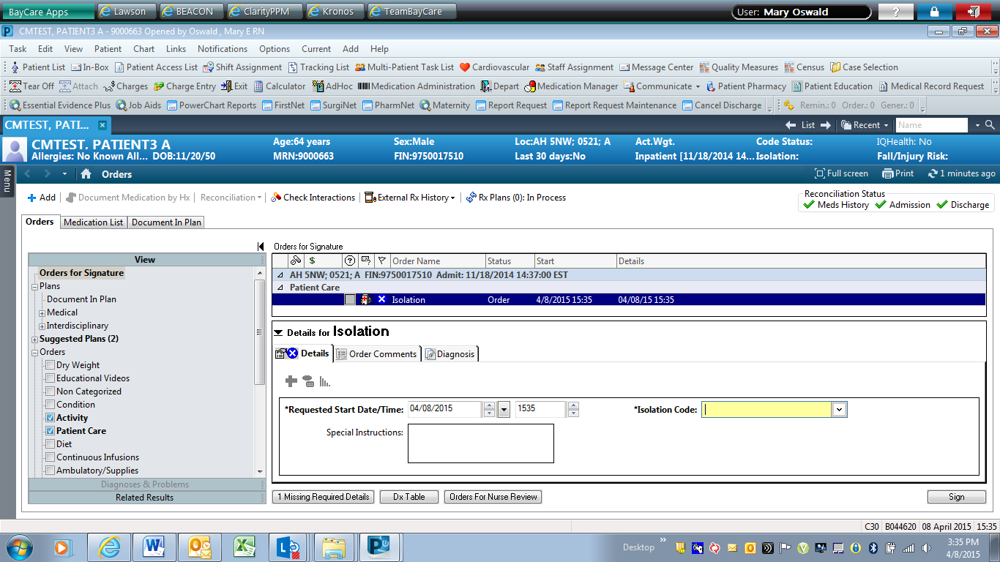 BayCare Apps Lawson BEACON ClarityPPM Kronos TeamBayCare User: Mary Oswald ?
CMTEST, PATIENT3 A - 9000663 Opened by Oswald , Mary E RN
Task Edit View Patient Chart Links Notifications Options Current Add Help
Patient List In-Box Patient Access List Shift Assignment Tracking List Multi-Patient Task List Cardiovascular Staff Assignment Message Center Quality Measures Census Case Selection
Tear Off Attach Charges Charge Entry Exit Calculator AdHoc Medication Administration Depart Medication Manager Communicate Patient Pharmacy Patient Education Medical Record Request
Essential Evidence Plus Job Aids PowerChart Reports FirstNet SurgiNet PharmNet Maternity Report Request Report Request Maintenance Cancel Discharge Remin.: 0 Order.: 0 Gener.: 0
CMTEST, PATI... List Recent Name
CMTEST, PATIENT3 A Age:64 years Sex:Male Loc:AH 5NW; 0521; A Act.Wgt. Code Status: IQHealth: No
Allergies: No Known All... DOB:11/20/50 MRN:9000663 FIN:9750017510 Last 30 days:No Inpatient [11/18/2014 14... Isolation: Fall/Injury Risk:
Menu
Orders Full screen Print 1 minutes ago
Add Document Medication by Hx Reconciliation Check Interactions External Rx History Rx Plans (0): In Process
Reconciliation Status
Meds History Admission Discharge
Orders Medication List Document In Plan
View
Orders for Signature
Plans
Document In Plan
Medical
Interdisciplinary
Suggested Plans (2)
Orders
Dry Weight
Educational Videos
Non Categorized
Condition
Activity
Patient Care
Diet
Continuous Infusions
Ambulatory/Supplies
Diagnoses & Problems
Related Results
Orders for Signature
$ ? Order Name Status Start Details
AH 5NW; 0521; A FIN:9750017510 Admit: 11/18/2014 14:37:00 EST
Patient Care
Isolation Order 4/8/2015 15:35 04/08/15 15:35
Details for Isolation
Details Order Comments Diagnosis
*Requested Start Date/Time: 04/08/2015 1535 *Isolation Code:
Special Instructions:
1 Missing Required Details Dx Table Orders For Nurse Review Sign
C30 B044620 08 April 2015 15:35
Desktop »
3:35 PM
4/8/2015